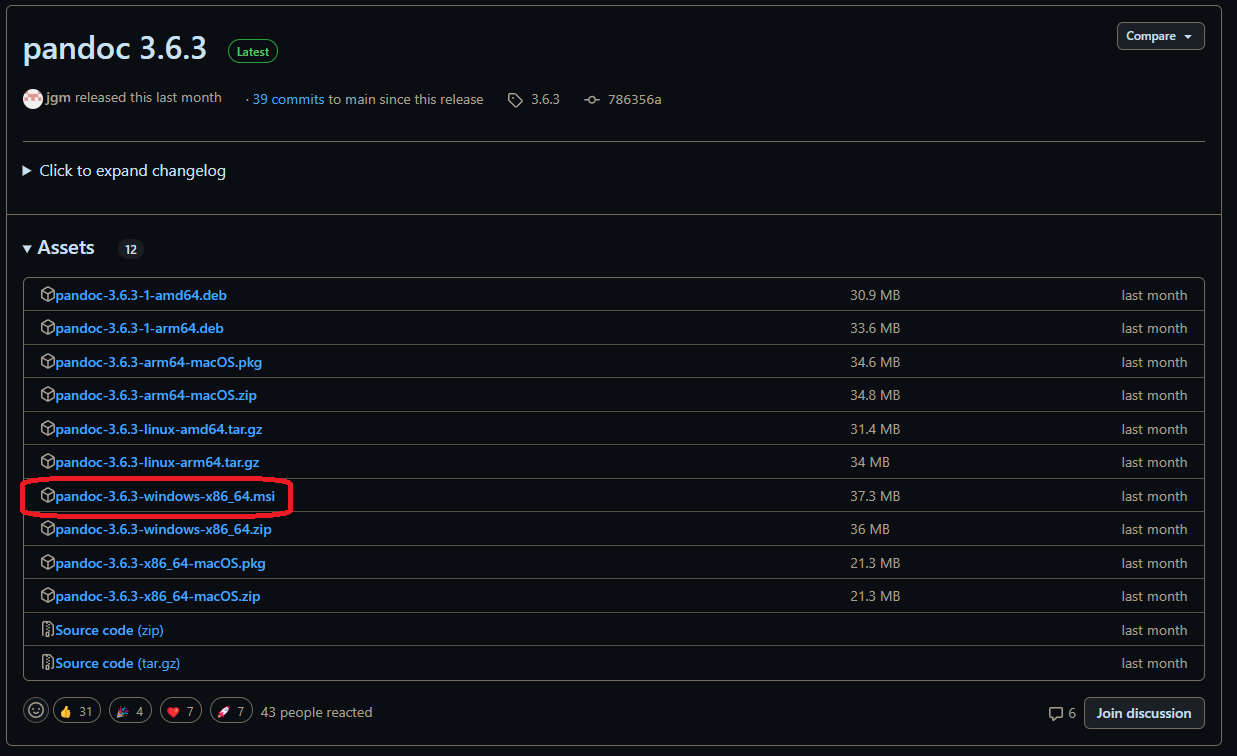 pandoc 3.6.3 Latest Compare
jgm released this last month · 39 commits to main since this release 3.6.3 786356a
Click to expand changelog
Assets 12
pandoc-3.6.3-1-amd64.deb 30.9 MB last month
pandoc-3.6.3-1-arm64.deb 33.6 MB last month
pandoc-3.6.3-arm64-macOS.pkg 34.6 MB last month
pandoc-3.6.3-arm64-macOS.zip 34.8 MB last month
pandoc-3.6.3-linux-amd64.tar.gz 31.4 MB last month
pandoc-3.6.3-linux-arm64.tar.gz 34 MB last month
pandoc-3.6.3-windows-x86_64.msi 37.3 MB last month
pandoc-3.6.3-windows-x86_64.zip 36 MB last month
pandoc-3.6.3-x86_64-macOS.pkg 21.3 MB last month
pandoc-3.6.3-x86_64-macOS.zip 21.3 MB last month
Source code (zip) last month
Source code (tar.gz) last month
31 4 7 7 43 people reacted 6 Join discussion